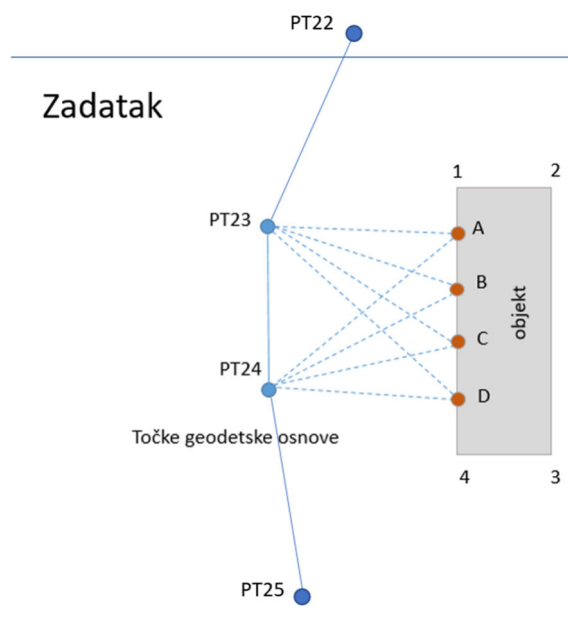 PT22
Zadatak
1
2
PT23
A
B
objekt
C
PT24
D
Točke geodetske osnove
4
3
PT25